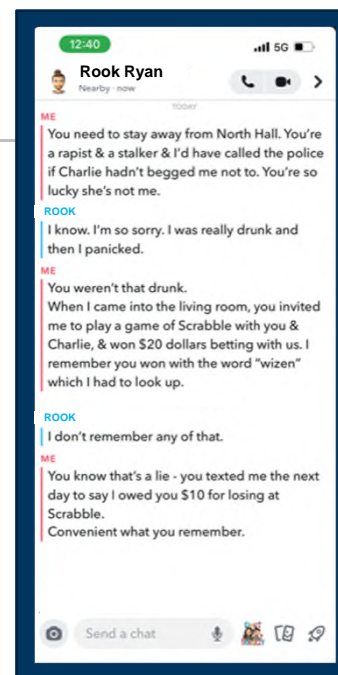 12:40
5G
Rook Ryan
Nearby · now
TODAY
ME
You need to stay away from North Hall. You’re
a rapist & a stalker & I’d have called the police
if Charlie hadn’t begged me not to. You’re so
lucky she’s not me.
ROOK
I know. I’m so sorry. I was really drunk and
then I panicked.
ME
You weren’t that drunk.
When I came into the living room, you invited
me to play a game of Scrabble with you &
Charlie, & won $20 dollars betting with us. I
remember you won with the word “wizen”
which I had to look up.
ROOK
I don’t remember any of that.
ME
You know that’s a lie - you texted me the next
day to say I owed you $10 for losing at
Scrabble.
Convenient what you remember.
Send a chat